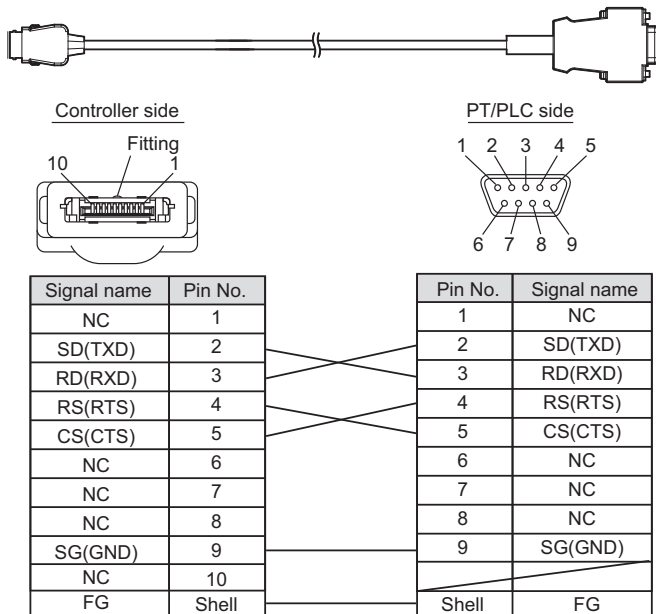 Controller side
Fitting
10 1
PT/PLC side
1 2 3 4 5
6 7 8 9
Signal name Pin No.
NC 1
SD(TXD) 2
RD(RXD) 3
RS(RTS) 4
CS(CTS) 5
NC 6
NC 7
NC 8
SG(GND) 9
NC 10
FG Shell
Pin No. Signal name
1 NC
2 SD(TXD)
3 RD(RXD)
4 RS(RTS)
5 CS(CTS)
6 NC
7 NC
8 NC
9 SG(GND)
Shell FG